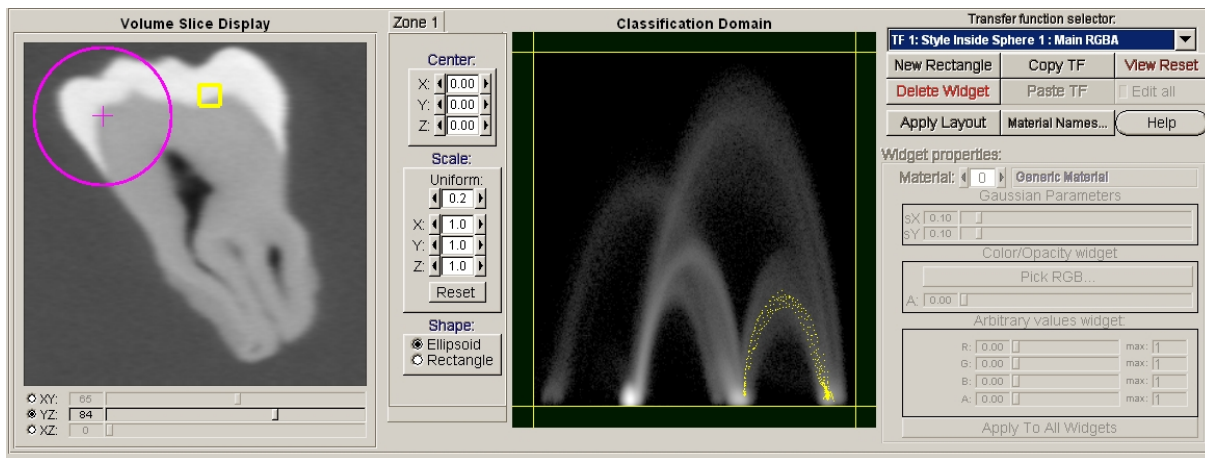 Volume Slice Display
XY: 65
YZ: 84
XZ: 0
Zone 1
Center:
X: 0.00
Y: 0.00
Z: 0.00
Scale:
Uniform:
0.2
X: 1.0
Y: 1.0
Z: 1.0
Reset
Shape:
Ellipsoid
Rectangle
Classification Domain
Transfer function selector:
TF 1: Style Inside Sphere 1 : Main RGBA
New Rectangle Copy TF View Reset
Delete Widget Paste TF Edit all
Apply Layout Material Names... Help
Widget properties:
Material: 0 Generic Material
Gaussian Parameters
sX 0.10
sY 0.10
Color/Opacity widget
Pick RGB...
A: 0.00
Arbitrary values widget:
R: 0.00 max: 1
G: 0.00 max: 1
B: 0.00 max: 1
A: 0.00 max: 1
Apply To All Widgets